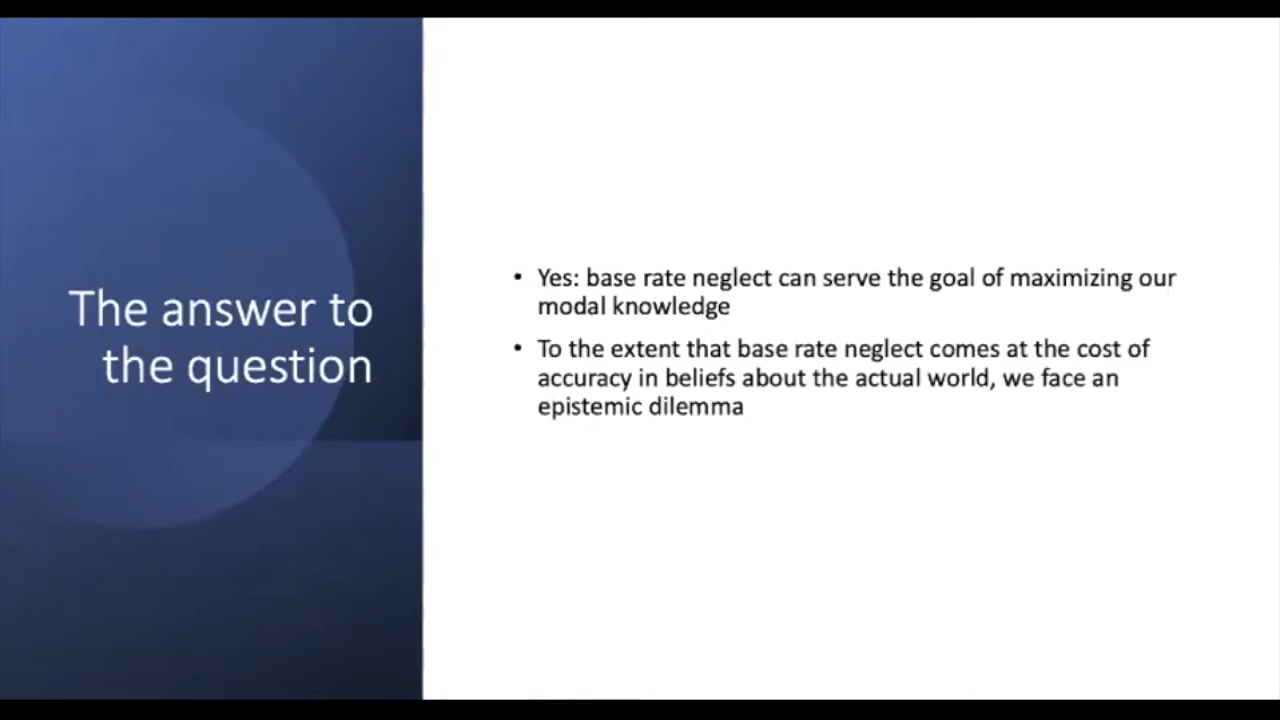 The answer to
the question
• Yes: base rate neglect can serve the goal of maximizing our
modal knowledge
• To the extent that base rate neglect comes at the cost of
accuracy in beliefs about the actual world, we face an
epistemic dilemma